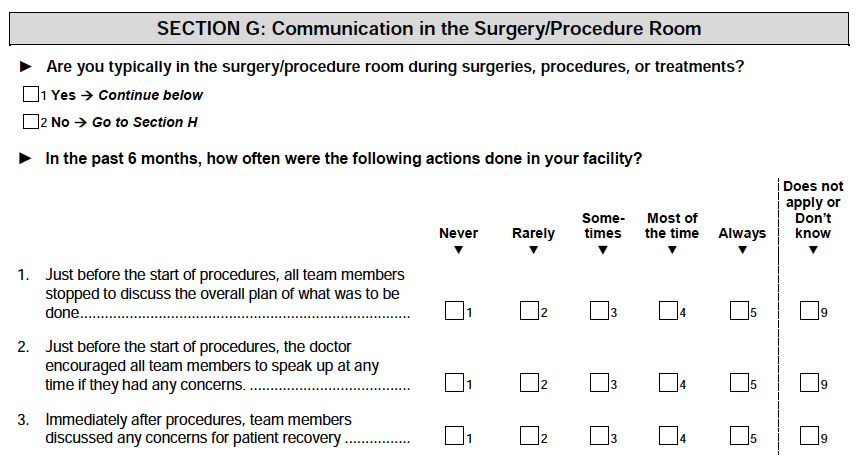 SECTION G: Communication in the Surgery/Procedure Room
► Are you typically in the surgery/procedure room during surgeries, procedures, or treatments?
☐1 Yes → Continue below
☐2 No → Go to Section H
► In the past 6 months, how often were the following actions done in your facility?
Never ▼ Rarely ▼ Some-times ▼ Most of the time ▼ Always ▼ Does not apply or Don’t know ▼
1. Just before the start of procedures, all team members
stopped to discuss the overall plan of what was to be
done................................................................................... ☐1 ☐2 ☐3 ☐4 ☐5 ☐9
2. Just before the start of procedures, the doctor
encouraged all team members to speak up at any
time if they had any concerns. ........................................ ☐1 ☐2 ☐3 ☐4 ☐5 ☐9
3. Immediately after procedures, team members
discussed any concerns for patient recovery ................ ☐1 ☐2 ☐3 ☐4 ☐5 ☐9